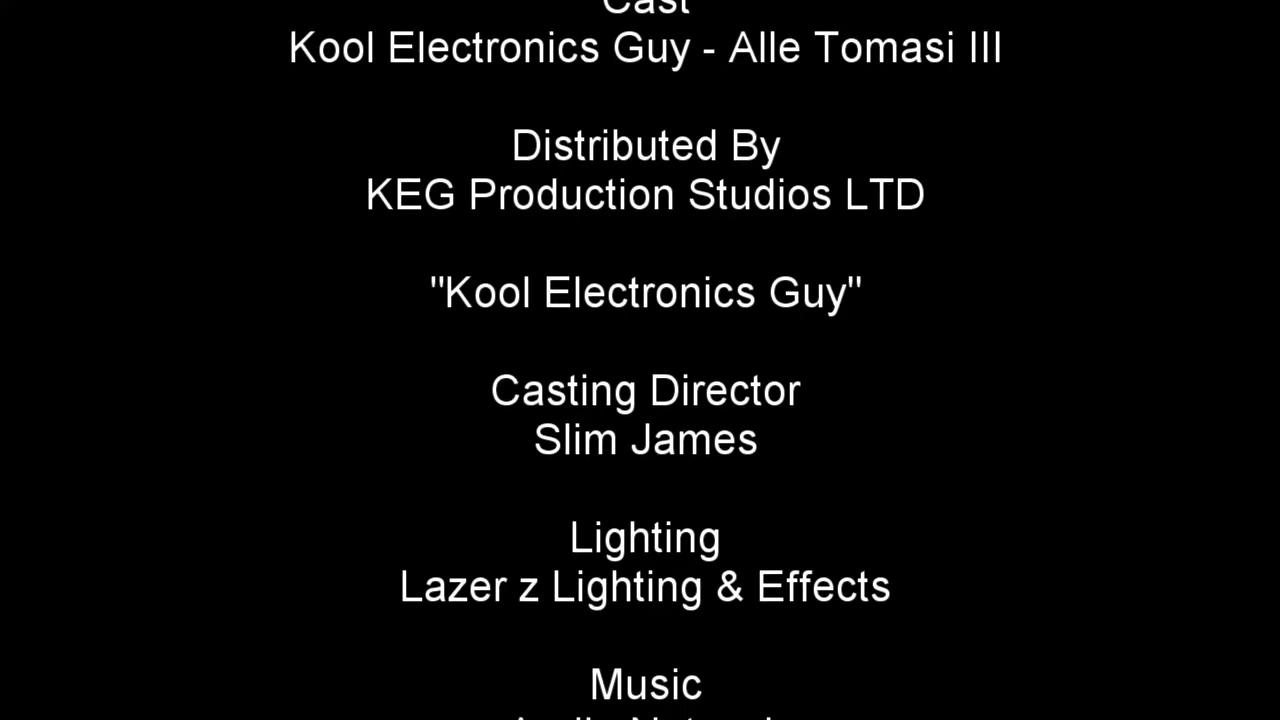 Cast
Kool Electronics Guy - Alle Tomasi III
Distributed By
KEG Production Studios LTD
"Kool Electronics Guy"
Casting Director
Slim James
Lighting
Lazer z Lighting & Effects
Music